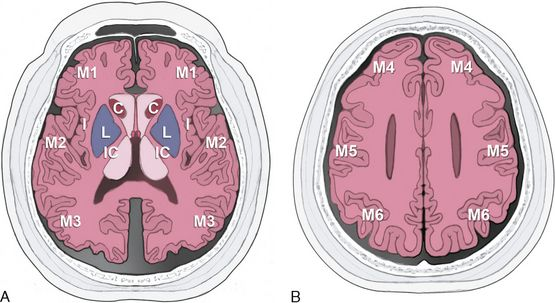 M1 M1
C C
I I
L L
M2 M2
IC IC
M3 M3
A
M4 M4
M5 M5
M6 M6
B